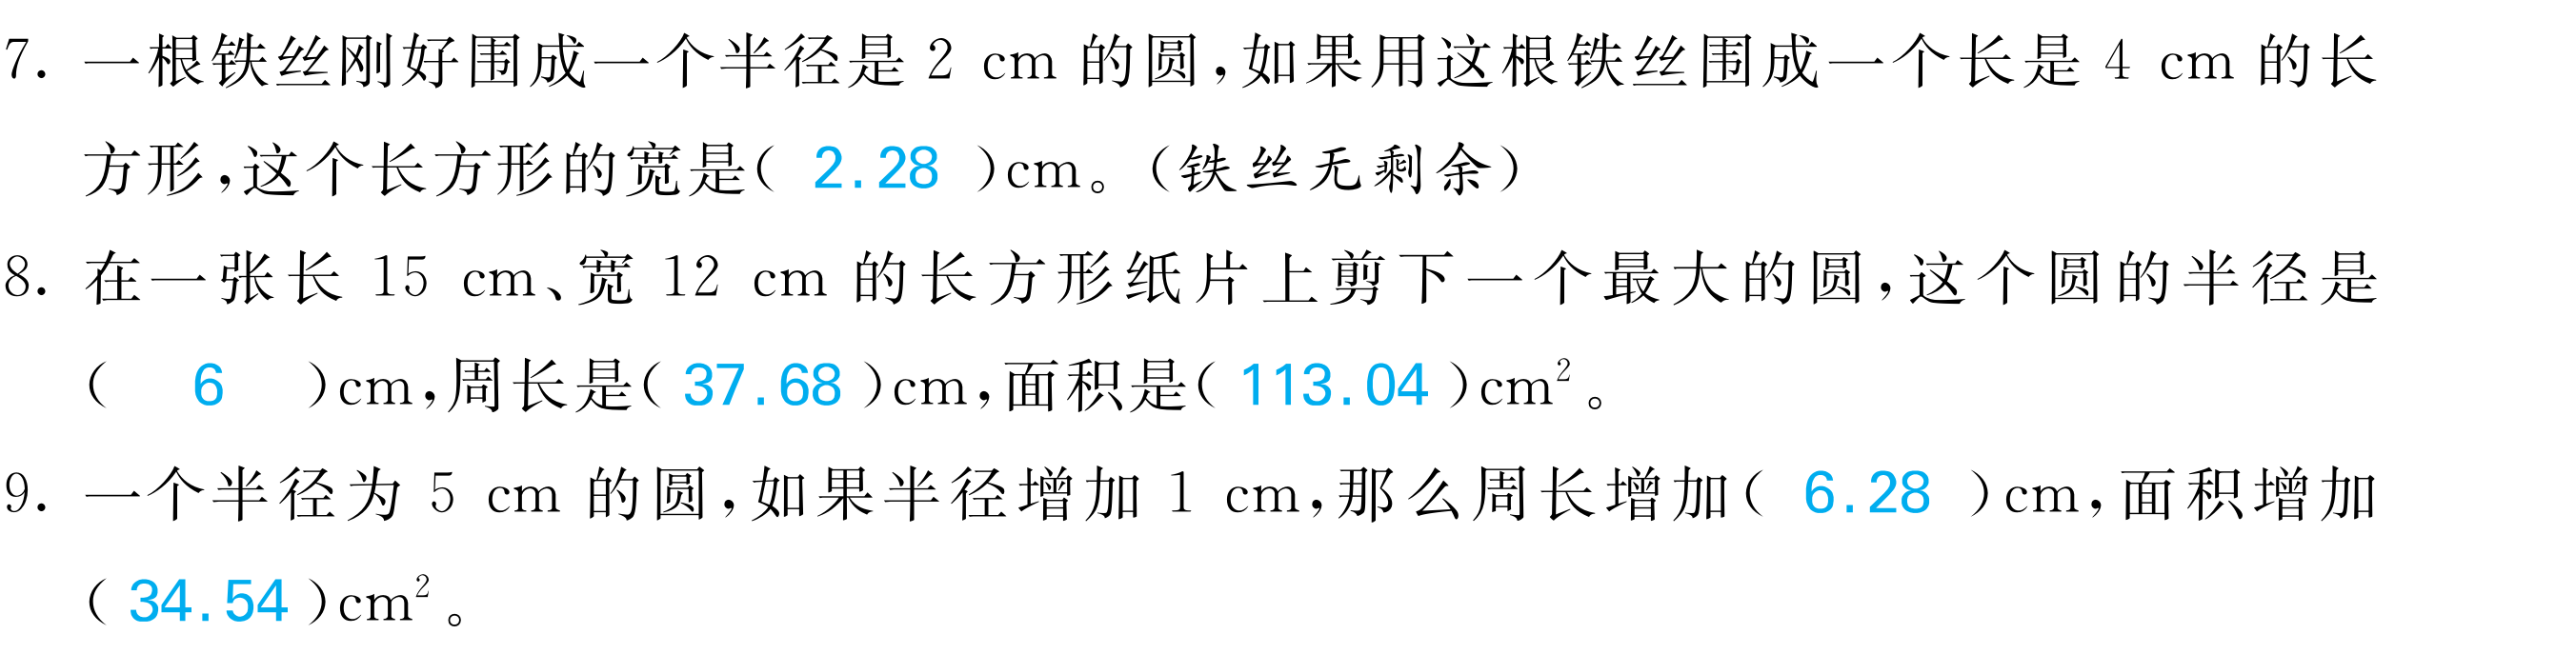 7. 一根铁丝刚好围成一个半径是 2 cm 的圆,如果用这根铁丝围成一个长是 4 cm 的长
方形,这个长方形的宽是( 2.28 )cm。(铁丝无剩余)
8. 在一张长 15 cm、宽 12 cm 的长方形纸片上剪下一个最大的圆,这个圆的半径是
( 6 )cm,周长是( 37.68 )cm,面积是( 113.04 )cm²。
9. 一个半径为 5 cm 的圆,如果半径增加 1 cm,那么周长增加( 6.28 )cm,面积增加
( 34.54 )cm²。